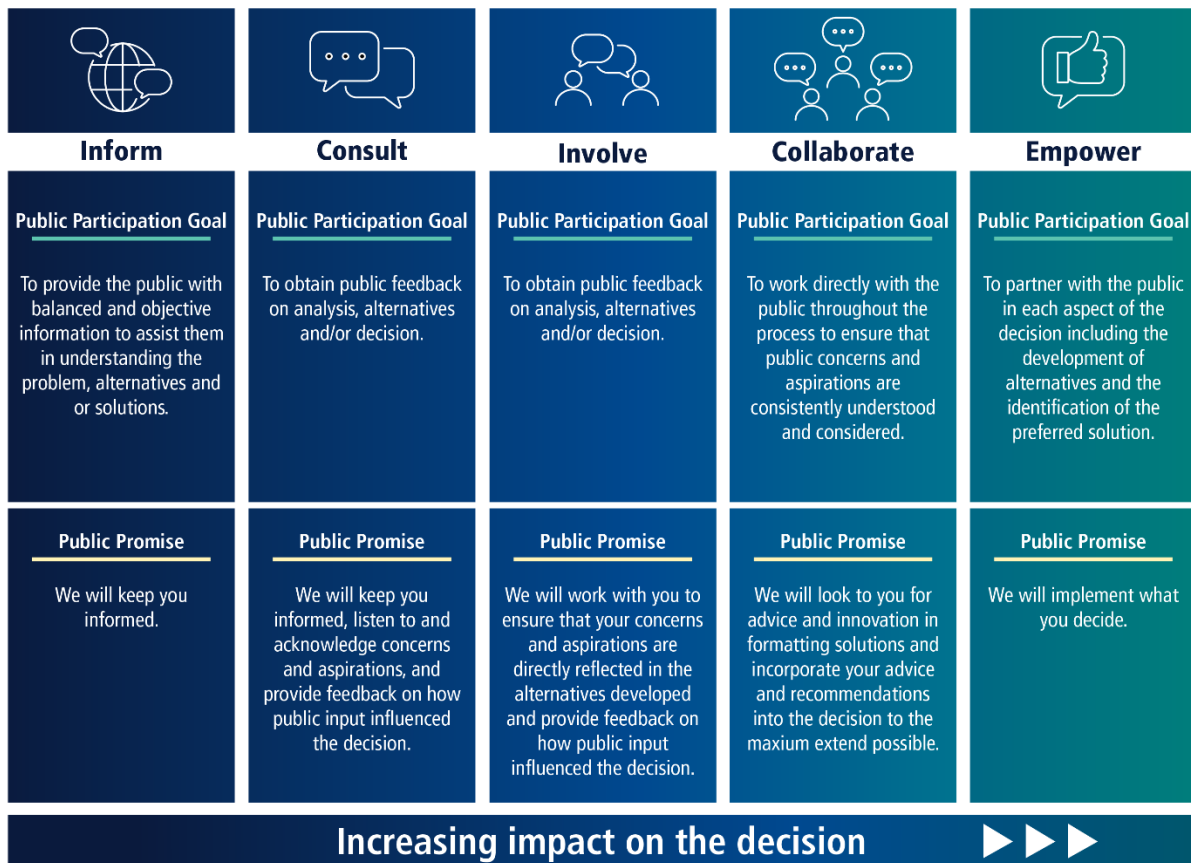 Inform
Consult
Involve
Collaborate
Empower
Public Participation Goal
To provide the public with
balanced and objective
information to assist them
in understanding the
problem, alternatives and
or solutions.
Public Participation Goal
To obtain public feedback
on analysis, alternatives
and/or decision.
Public Participation Goal
To obtain public feedback
on analysis, alternatives
and/or decision.
Public Participation Goal
To work directly with the
public throughout the
process to ensure that
public concerns and
aspirations are
consistently understood
and considered.
Public Participation Goal
To partner with the public
in each aspect of the
decision including the
development of
alternatives and the
identification of the
preferred solution.
Public Promise
We will keep you
informed.
Public Promise
We will keep you
informed, listen to and
acknowledge concerns
and aspirations, and
provide feedback on how
public input influenced
the decision.
Public Promise
We will work with you to
ensure that your concerns
and aspirations are
directly reflected in the
alternatives developed
and provide feedback on
how public input
influenced the decision.
Public Promise
We will look to you for
advice and innovation in
formatting solutions and
incorporate your advice
and recommendations
into the decision to the
maxium extend possible.
Public Promise
We will implement what
you decide.
Increasing impact on the decision